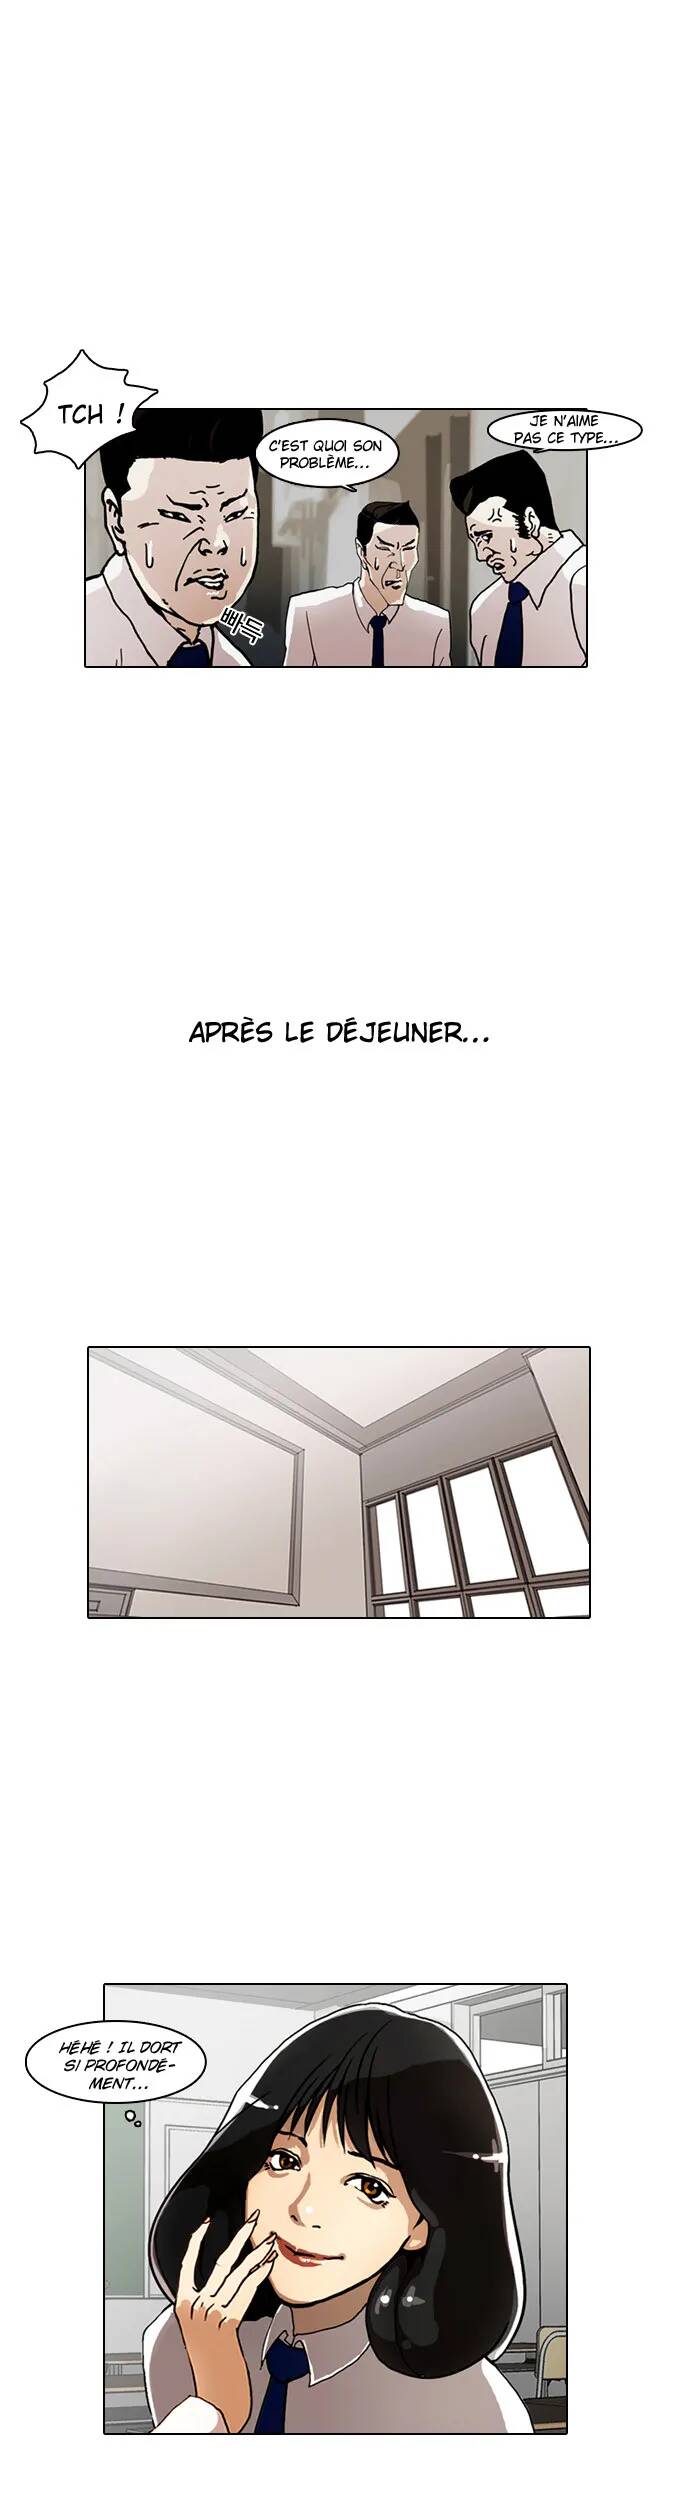 TCH !
C'EST QUOI SON
PROBLÈME...
JE N'AIME
PAS CE TYPE...
빠득
APRÈS LE DÉJEUNER...
HÉHÉ ! IL DORT
SI PROFONDÉ-
MENT...